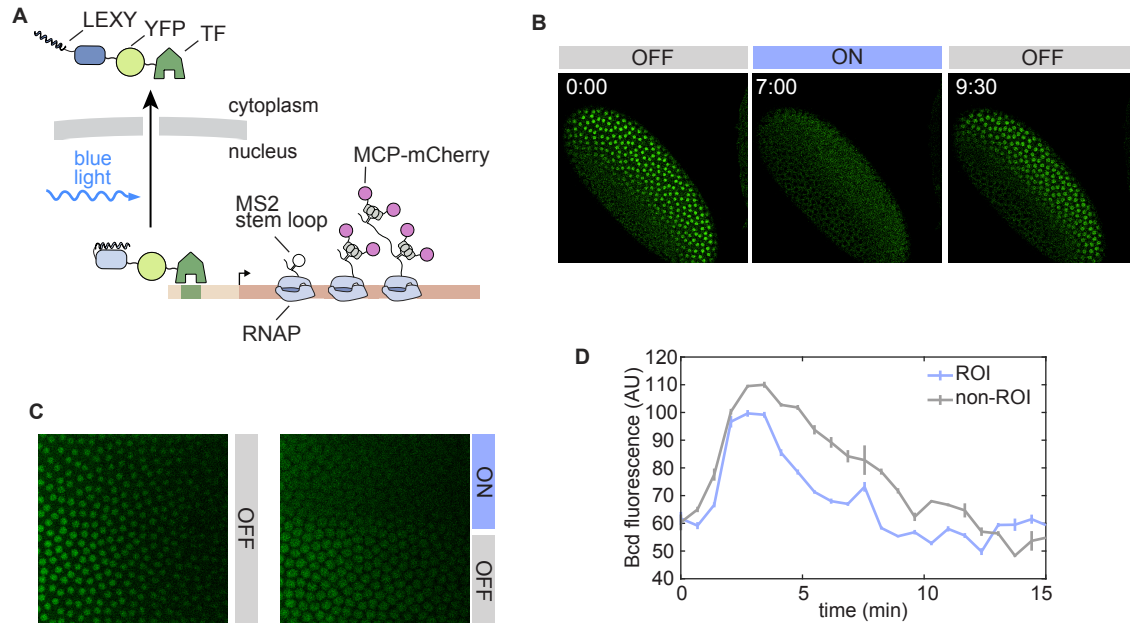 A
LEXY
YFP
TF
cytoplasm
nucleus
blue
light
MCP-mCherry
MS2
stem loop
RNAP
B
OFF
ON
OFF
0:00
7:00
9:30
C
OFF
ON
OFF
D
Bcd fluorescence (AU)
120
110
100
90
80
70
60
50
40
ROI
non-ROI
0
5
10
15
time (min)